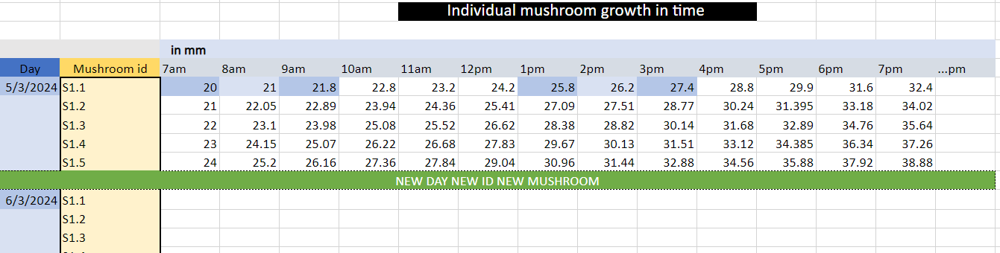 Individual mushroom growth in time
in mm
Day Mushroom id 7am 8am 9am 10am 11am 12pm 1pm 2pm 3pm 4pm 5pm 6pm 7pm ...pm
5/3/2024 S1.1 20 21 21.8 22.8 23.2 24.2 25.8 26.2 27.4 28.8 29.9 31.6 32.4
S1.2 21 22.05 22.89 23.94 24.36 25.41 27.09 27.51 28.77 30.24 31.395 33.18 34.02
S1.3 22 23.1 23.98 25.08 25.52 26.62 28.38 28.82 30.14 31.68 32.89 34.76 35.64
S1.4 23 24.15 25.07 26.22 26.68 27.83 29.67 30.13 31.51 33.12 34.385 36.34 37.26
S1.5 24 25.2 26.16 27.36 27.84 29.04 30.96 31.44 32.88 34.56 35.88 37.92 38.88
NEW DAY NEW ID NEW MUSHROOM
6/3/2024 S1.1
S1.2
S1.3